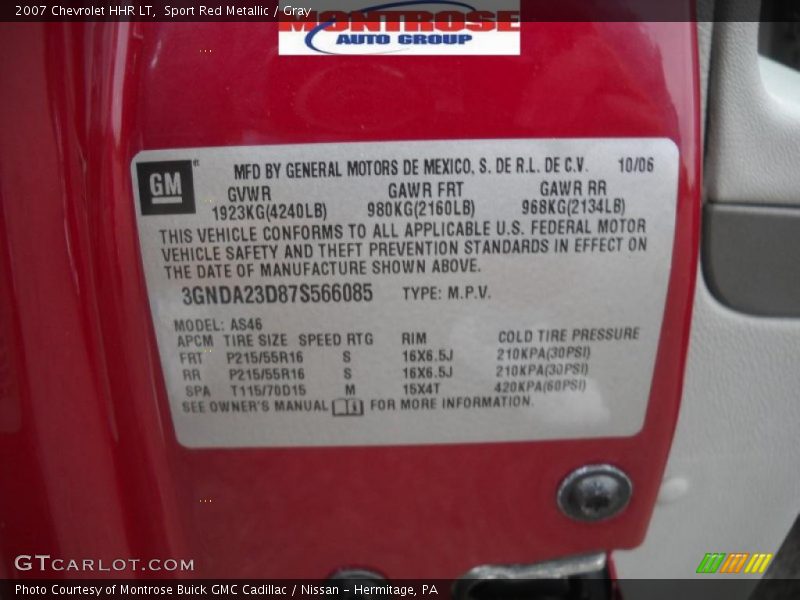 2007 Chevrolet HHR LT, Sport Red Metallic / Gray
MONTROSE
AUTO GROUP
GM
MFD BY GENERAL MOTORS DE MEXICO, S. DE R.L. DE C.V. 10/06
GVWR GAWR FRT GAWR RR
1923KG(4240LB) 980KG(2160LB) 968KG(2134LB)
THIS VEHICLE CONFORMS TO ALL APPLICABLE U.S. FEDERAL MOTOR
VEHICLE SAFETY AND THEFT PREVENTION STANDARDS IN EFFECT ON
THE DATE OF MANUFACTURE SHOWN ABOVE.
3GNDA23D87S566085 TYPE: M.P.V.
MODEL: AS46
APCM TIRE SIZE SPEED RTG RIM COLD TIRE PRESSURE
FRT P215/55R16 S 16X6.5J 210KPA(30PSI)
RR P215/55R16 S 16X6.5J 210KPA(30PSI)
SPA T115/70D15 M 15X4T 420KPA(60PSI)
SEE OWNER'S MANUAL FOR MORE INFORMATION.
GTCARLOT.COM
Photo Courtesy of Montrose Buick GMC Cadillac / Nissan - Hermitage, PA